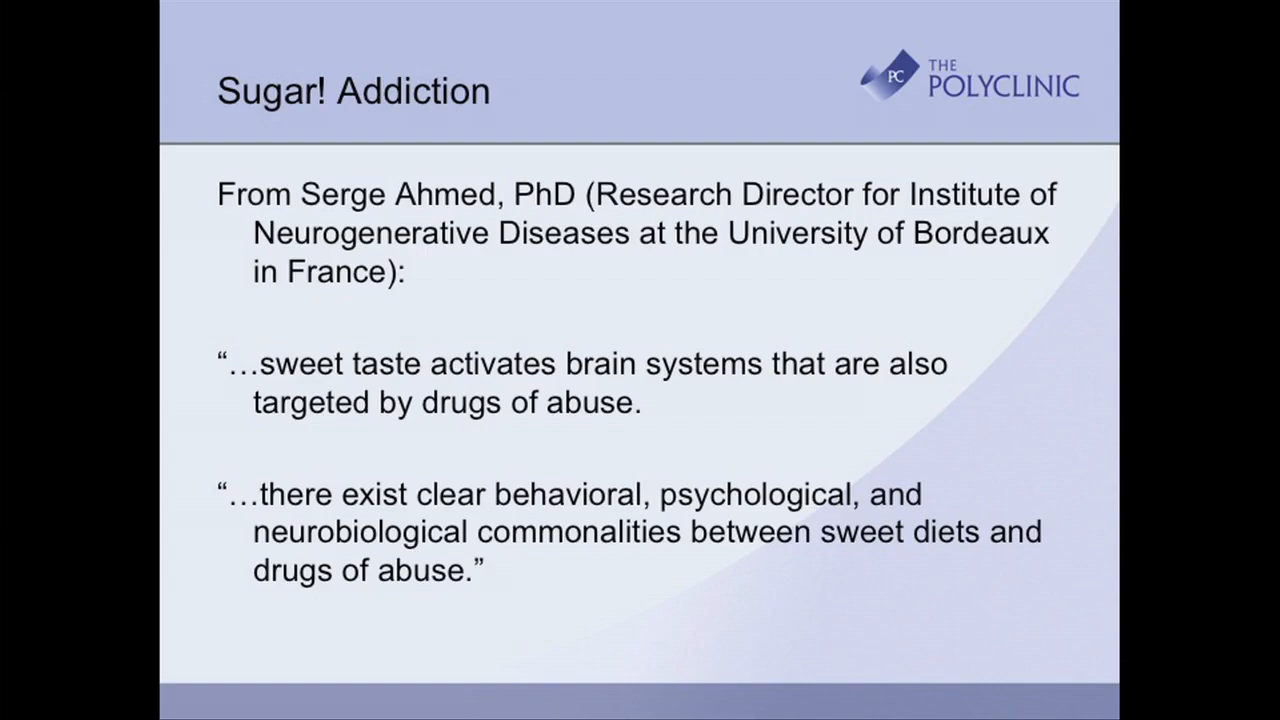 Sugar! Addiction
PC
THE
POLYCLINIC
From Serge Ahmed, PhD (Research Director for Institute of
Neurogenerative Diseases at the University of Bordeaux
in France):
“…sweet taste activates brain systems that are also
targeted by drugs of abuse.
“…there exist clear behavioral, psychological, and
neurobiological commonalities between sweet diets and
drugs of abuse.”